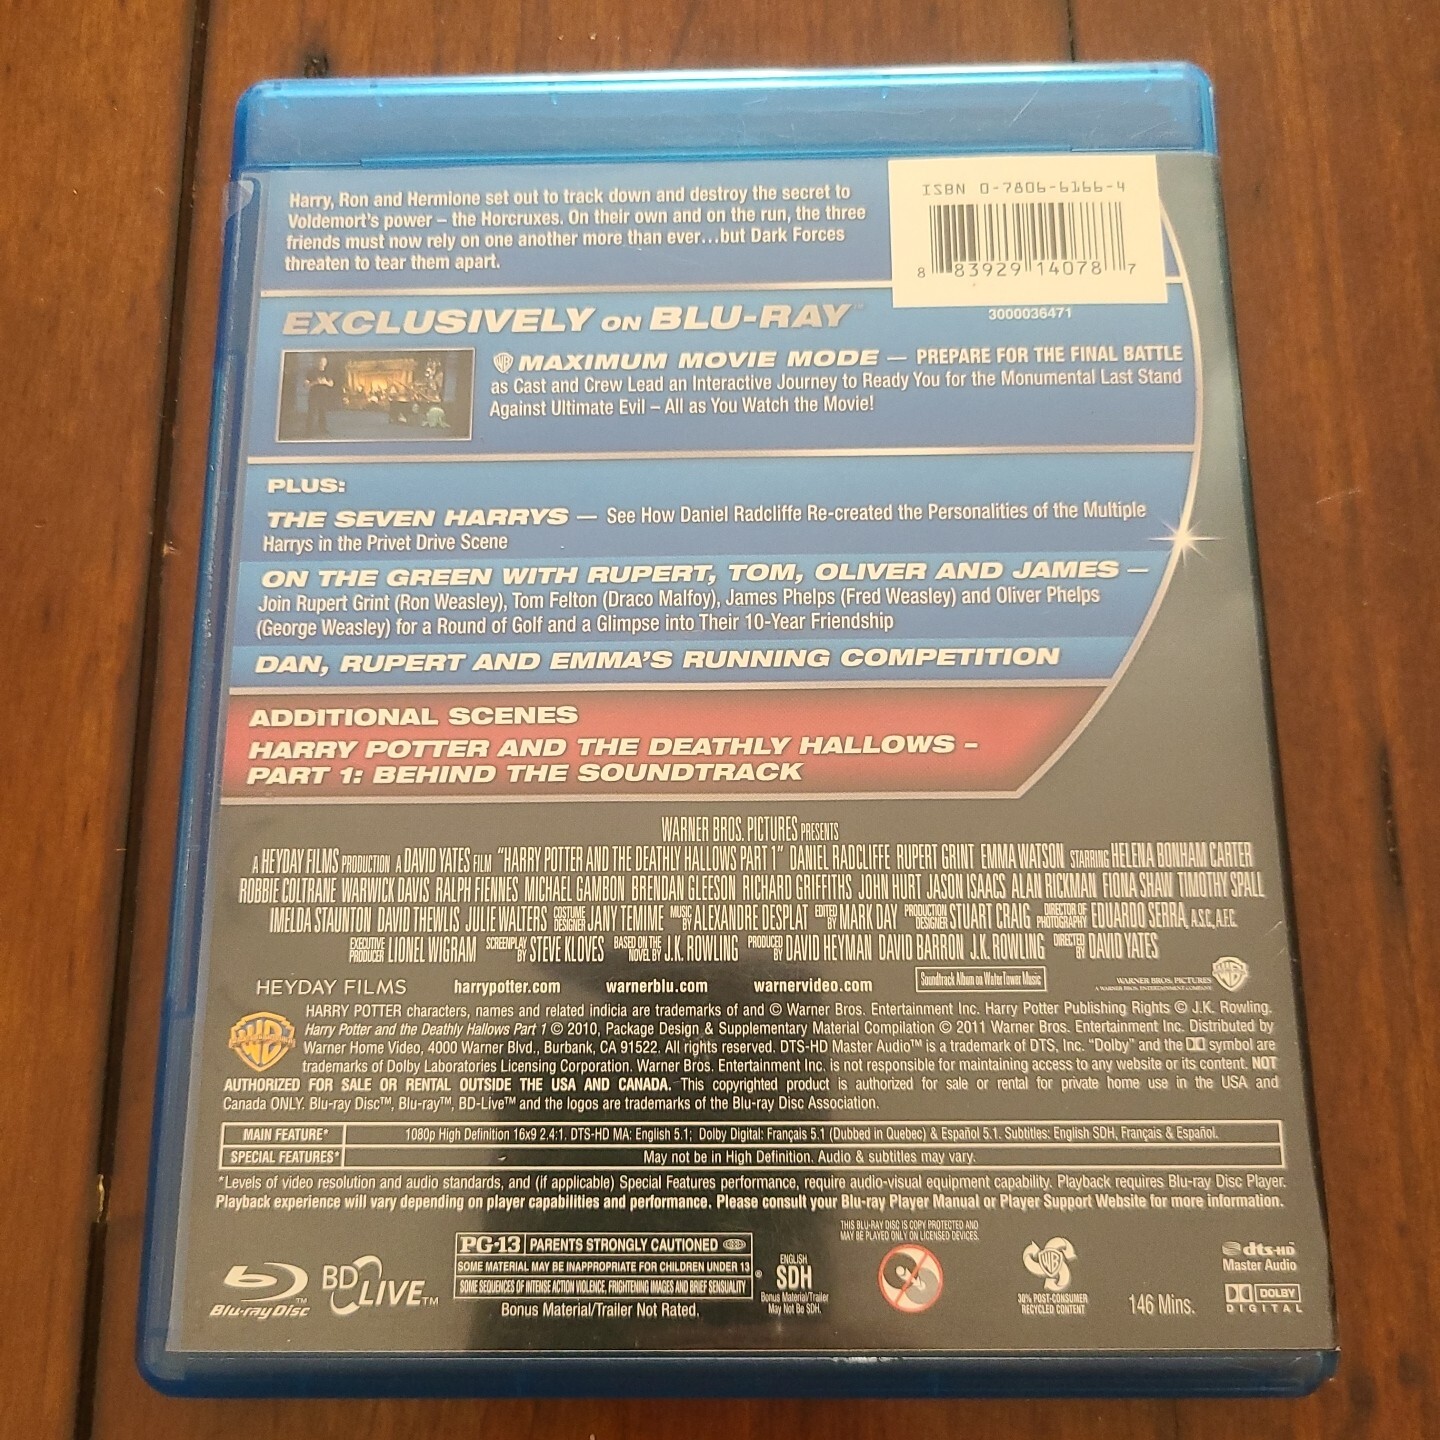 Harry, Ron and Hermione set out to track down and destroy the secret to
Voldemort's power – the Horcruxes. On their own and on the run, the three
friends must now rely on one another more than ever...but Dark Forces
threaten to tear them apart.
ISBN 0-7806-6166-4
8 83929 14078 7
3000036471
EXCLUSIVELY ON BLU-RAY™
MAXIMUM MOVIE MODE — PREPARE FOR THE FINAL BATTLE
as Cast and Crew Lead an Interactive Journey to Ready You for the Monumental Last Stand
Against Ultimate Evil – All as You Watch the Movie!
PLUS:
THE SEVEN HARRYS — See How Daniel Radcliffe Re-created the Personalities of the Multiple
Harrys in the Privet Drive Scene
ON THE GREEN WITH RUPERT, TOM, OLIVER AND JAMES —
Join Rupert Grint (Ron Weasley), Tom Felton (Draco Malfoy), James Phelps (Fred Weasley) and Oliver Phelps
(George Weasley) for a Round of Golf and a Glimpse into Their 10-Year Friendship
DAN, RUPERT AND EMMA'S RUNNING COMPETITION
ADDITIONAL SCENES
HARRY POTTER AND THE DEATHLY HALLOWS –
PART 1: BEHIND THE SOUNDTRACK
WARNER BROS. PICTURES PRESENTS
A HEYDAY FILMS PRODUCTION A DAVID YATES FILM "HARRY POTTER AND THE DEATHLY HALLOWS PART 1" DANIEL RADCLIFFE RUPERT GRINT EMMA WATSON STARRING HELENA BONHAM CARTER
ROBBIE COLTRANE WARWICK DAVIS RALPH FIENNES MICHAEL GAMBON BRENDAN GLEESON RICHARD GRIFFITHS JOHN HURT JASON ISAACS ALAN RICKMAN FIONA SHAW TIMOTHY SPALL
IMELDA STAUNTON DAVID THEWLIS JULIE WALTERS COSTUME DESIGNER JANY TEMIME MUSIC BY ALEXANDRE DESPLAT EDITED BY MARK DAY PRODUCTION DESIGNER STUART CRAIG DIRECTOR OF PHOTOGRAPHY EDUARDO SERRA, A.S.C., A.F.C.
EXECUTIVE PRODUCER LIONEL WIGRAM SCREENPLAY BY STEVE KLOVES BASED ON THE NOVEL BY J.K. ROWLING PRODUCED BY DAVID HEYMAN DAVID BARRON J.K. ROWLING DIRECTED BY DAVID YATES
HEYDAY FILMS harrypotter.com warnerblu.com warnervideo.com Soundtrack Album on WaterTower Music WARNER BROS. PICTURES
A WARNER BROS. ENTERTAINMENT COMPANY
HARRY POTTER characters, names and related indicia are trademarks of and © Warner Bros. Entertainment Inc. Harry Potter Publishing Rights © J.K. Rowling.
Harry Potter and the Deathly Hallows Part 1 © 2010, Package Design & Supplementary Material Compilation © 2011 Warner Bros. Entertainment Inc. Distributed by
Warner Home Video, 4000 Warner Blvd., Burbank, CA 91522. All rights reserved. DTS-HD Master Audio™ is a trademark of DTS, Inc. "Dolby" and the symbol are
trademarks of Dolby Laboratories Licensing Corporation. Warner Bros. Entertainment Inc. is not responsible for maintaining access to any website or its content. NOT
AUTHORIZED FOR SALE OR RENTAL OUTSIDE THE USA AND CANADA. This copyrighted product is authorized for sale or rental for private home use in the USA and
Canada ONLY. Blu-ray Disc™, Blu-ray™, BD-Live™ and the logos are trademarks of the Blu-ray Disc Association.
MAIN FEATURE* 1080p High Definition 16x9 2.4:1. DTS-HD MA: English 5.1; Dolby Digital: Français 5.1 (Dubbed in Quebec) & Español 5.1. Subtitles: English SDH, Français & Español.
SPECIAL FEATURES* May not be in High Definition. Audio & subtitles may vary.
*Levels of video resolution and audio standards, and (if applicable) Special Features performance, require audio-visual equipment capability. Playback requires Blu-ray Disc Player.
Playback experience will vary depending on player capabilities and performance. Please consult your Blu-ray Player Manual or Player Support Website for more information.
Blu-ray Disc™
BD LIVE™
PG-13 PARENTS STRONGLY CAUTIONED
SOME MATERIAL MAY BE INAPPROPRIATE FOR CHILDREN UNDER 13
SOME SEQUENCES OF INTENSE ACTION VIOLENCE, FRIGHTENING IMAGES AND BRIEF SENSUALITY
®
Bonus Material/Trailer Not Rated.
ENGLISH
SDH
Bonus Material/Trailer
May Not Be SDH.
THIS BLU-RAY DISC IS COPY PROTECTED AND
MAY BE PLAYED ONLY ON LICENSED DEVICES.
30% POST-CONSUMER
RECYCLED CONTENT
146 Mins.
dts-HD
Master Audio
DOLBY
DIGITAL